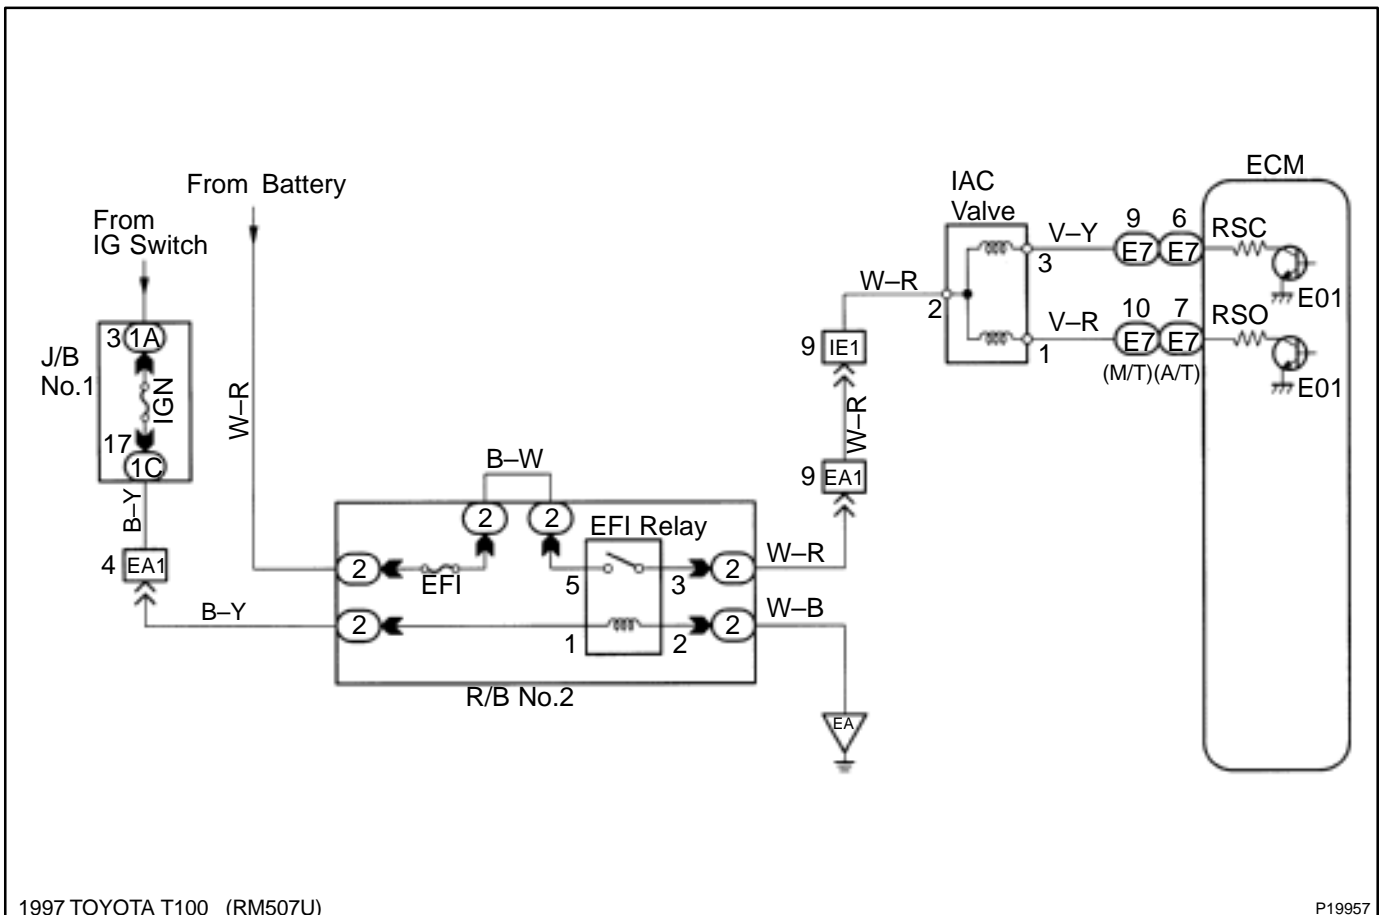 From Battery
From
IG Switch
J/B
No.1
3
1A
IGN
17
1C
B–Y
4
EA1
B–Y
W–R
B–W
2
2
EFI Relay
2
EFI
5
3
2
2
1
2
2
R/B No.2
W–R
W–B
EA
9
EA1
W–R
9
IE1
W–R
IAC
Valve
2
3
1
V–Y
V–R
9
6
E7
E7
10
7
E7
E7
(M/T)
(A/T)
ECM
RSC
E01
RSO
E01
1997 TOYOTA T100 (RM507U)
P19957